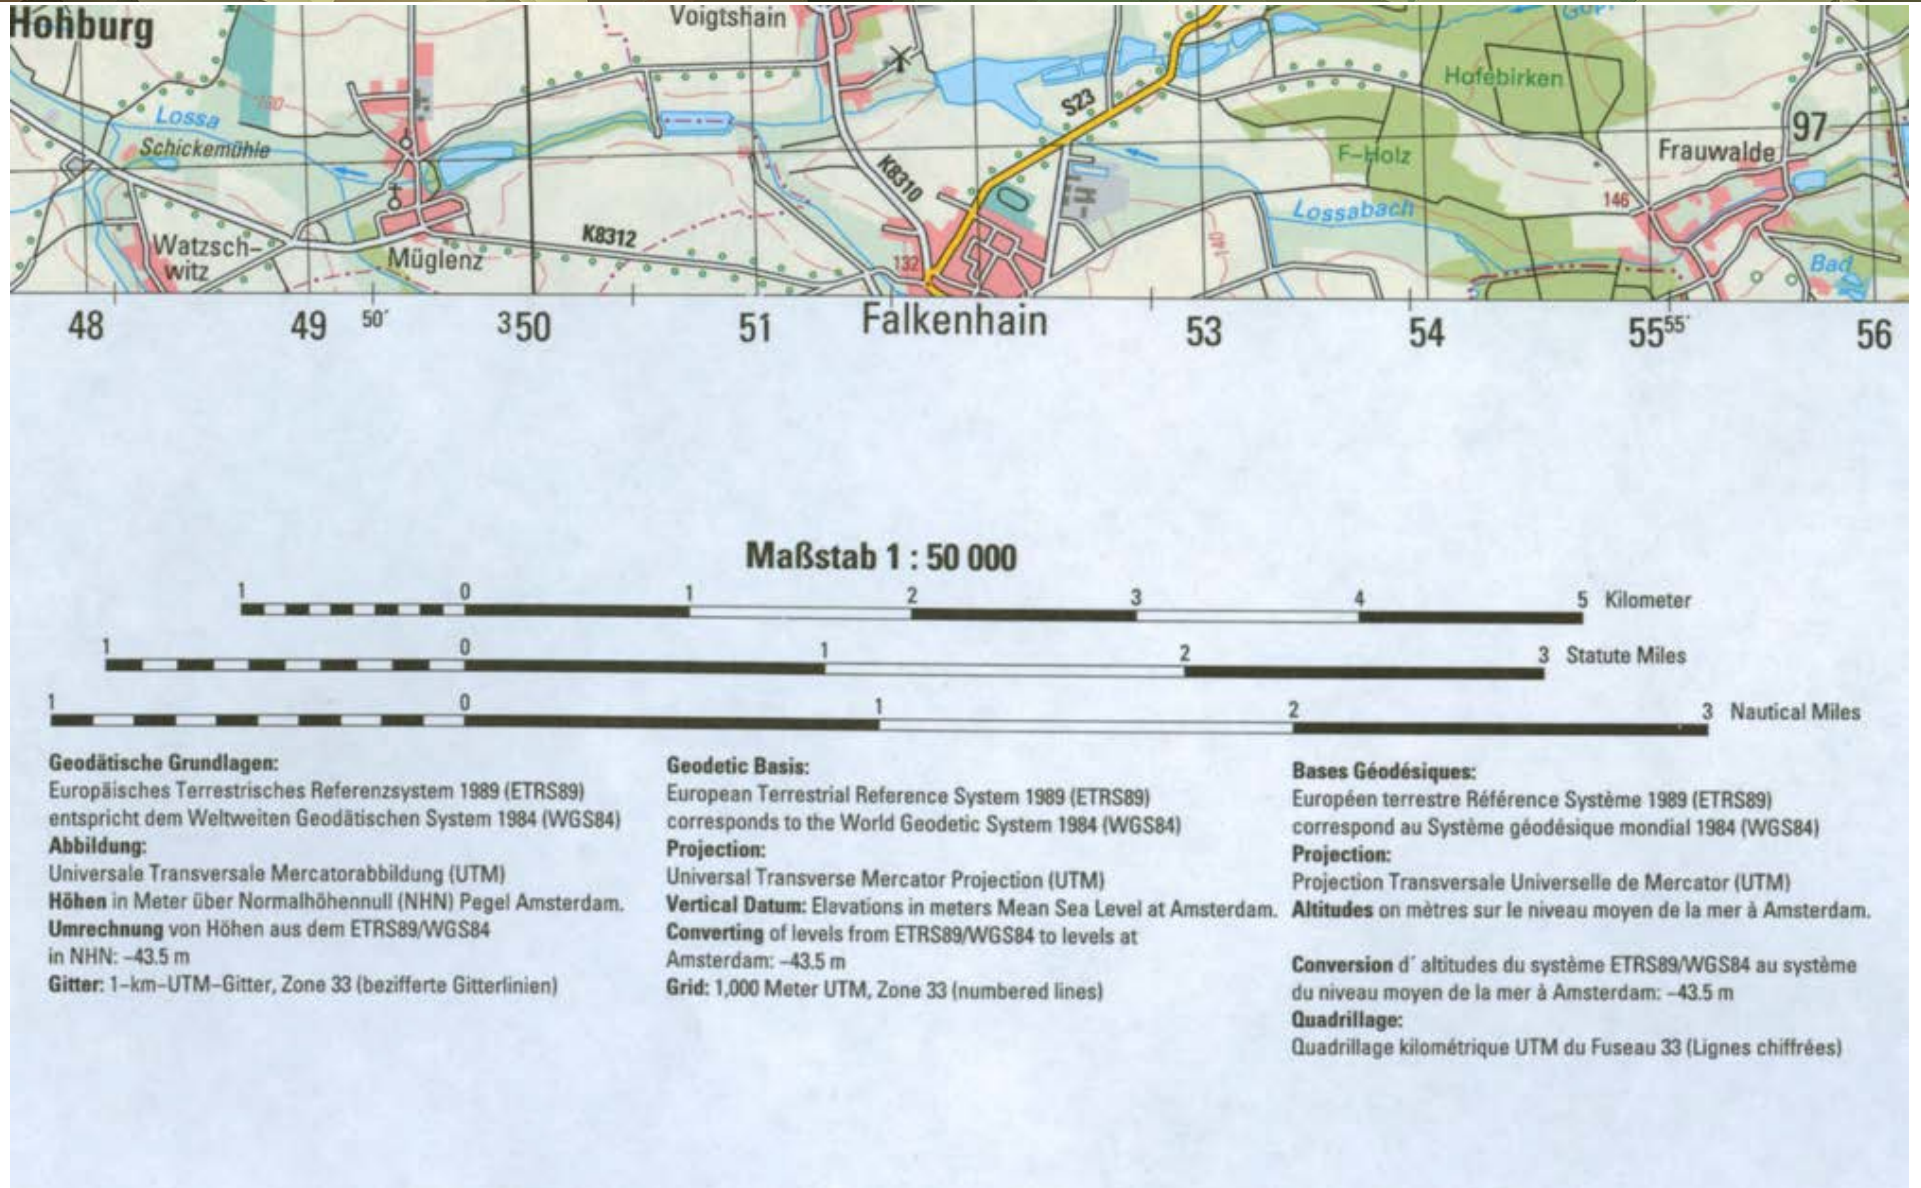 Hohburg
Voigtshain
Lossa
Schickemühle
S23
Hofebirken
F-Holz
Frauwalde
97
146
K8310
Lossabach
140
Watzsch-
witz
Müglenz
K8312
132
Bad
48 49 50´ 350 51 Falkenhain 53 54 55 55´ 56
Maßstab 1 : 50 000
1 0 1 2 3 4 5 Kilometer
1 0 1 2 3 Statute Miles
1 0 1 2 3 Nautical Miles
Geodätische Grundlagen:
Europäisches Terrestrisches Referenzsystem 1989 (ETRS89)
entspricht dem Weltweiten Geodätischen System 1984 (WGS84)
Abbildung:
Universale Transversale Mercatorabbildung (UTM)
Höhen in Meter über Normalhöhennull (NHN) Pegel Amsterdam.
Umrechnung von Höhen aus dem ETRS89/WGS84
in NHN: –43.5 m
Gitter: 1–km–UTM–Gitter, Zone 33 (bezifferte Gitterlinien)
Geodetic Basis:
European Terrestrial Reference System 1989 (ETRS89)
corresponds to the World Geodetic System 1984 (WGS84)
Projection:
Universal Transverse Mercator Projection (UTM)
Vertical Datum: Elevations in meters Mean Sea Level at Amsterdam.
Converting of levels from ETRS89/WGS84 to levels at
Amsterdam: –43.5 m
Grid: 1,000 Meter UTM, Zone 33 (numbered lines)
Bases Géodésiques:
Européen terrestre Référence Système 1989 (ETRS89)
correspond au Système géodésique mondial 1984 (WGS84)
Projection:
Projection Transversale Universelle de Mercator (UTM)
Altitudes on mètres sur le niveau moyen de la mer à Amsterdam.
Conversion d´ altitudes du système ETRS89/WGS84 au système
du niveau moyen de la mer à Amsterdam: –43.5 m
Quadrillage:
Quadrillage kilométrique UTM du Fuseau 33 (Lignes chiffrées)